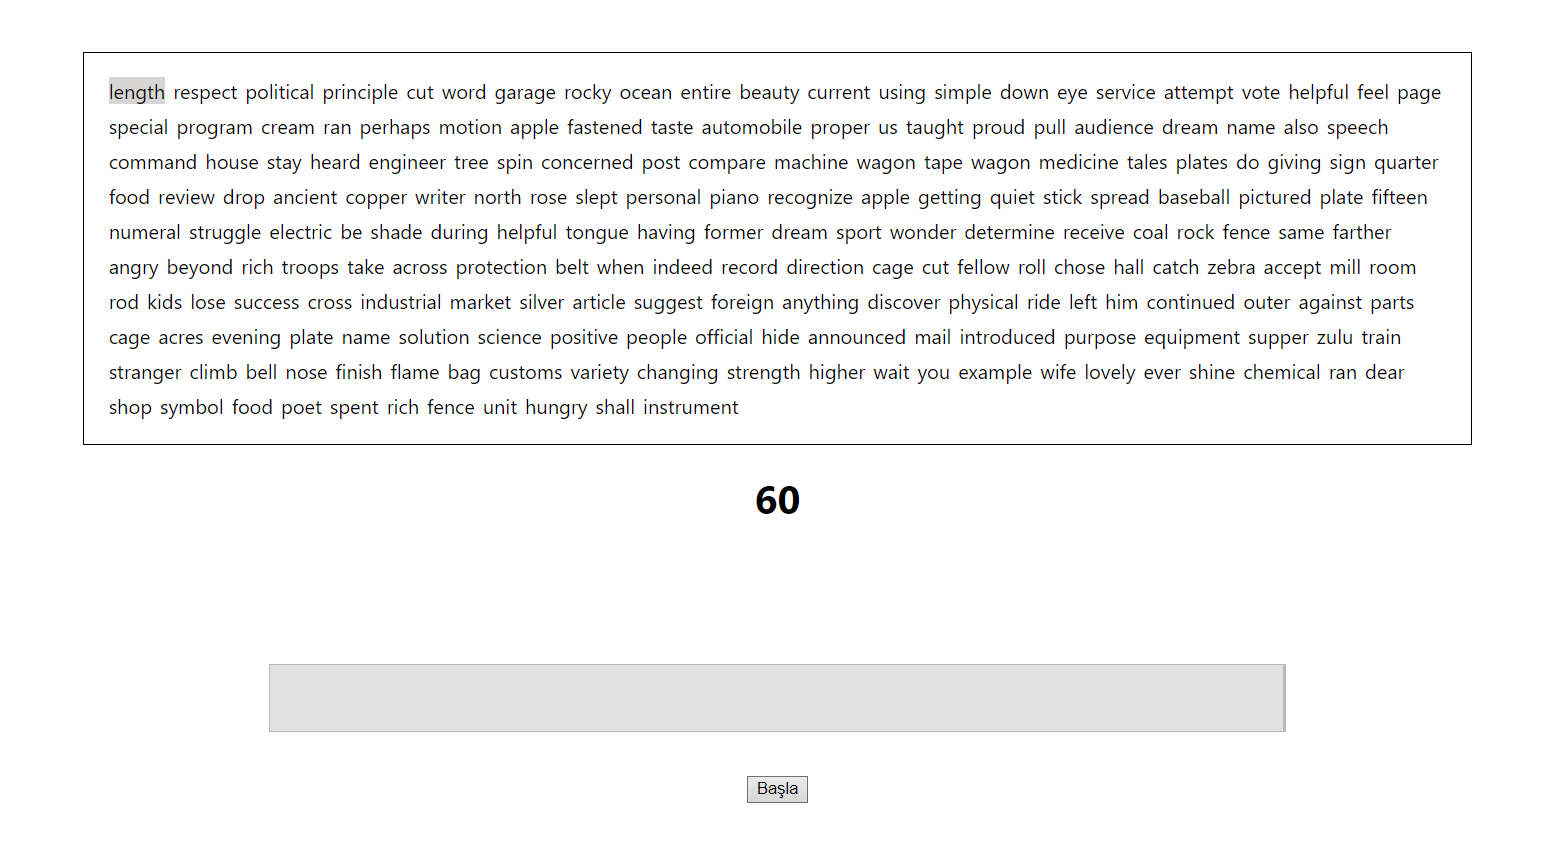 length respect political principle cut word garage rocky ocean entire beauty current using simple down eye service attempt vote helpful feel page
special program cream ran perhaps motion apple fastened taste automobile proper us taught proud pull audience dream name also speech
command house stay heard engineer tree spin concerned post compare machine wagon tape wagon medicine tales plates do giving sign quarter
food review drop ancient copper writer north rose slept personal piano recognize apple getting quiet stick spread baseball pictured plate fifteen
numeral struggle electric be shade during helpful tongue having former dream sport wonder determine receive coal rock fence same farther
angry beyond rich troops take across protection belt when indeed record direction cage cut fellow roll chose hall catch zebra accept mill room
rod kids lose success cross industrial market silver article suggest foreign anything discover physical ride left him continued outer against parts
cage acres evening plate name solution science positive people official hide announced mail introduced purpose equipment supper zulu train
stranger climb bell nose finish flame bag customs variety changing strength higher wait you example wife lovely ever shine chemical ran dear
shop symbol food poet spent rich fence unit hungry shall instrument
60
Başla